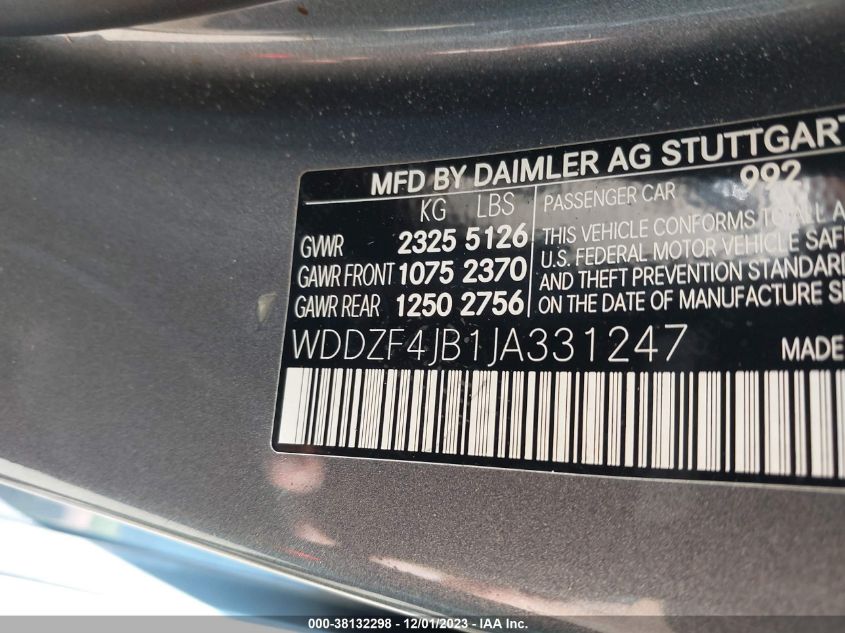 MFD BY DAIMLER AG STUTTGART
992
KG LBS
GVWR 2325 5126
GAWR FRONT 1075 2370
GAWR REAR 1250 2756
PASSENGER CAR
THIS VEHICLE CONFORMS TO ALL A
U.S. FEDERAL MOTOR VEHICLE SAF
AND THEFT PREVENTION STANDARD
ON THE DATE OF MANUFACTURE S
WDDZF4JB1JA331247
MADE
000-38132298 - 12/01/2023 - © IAA Inc.